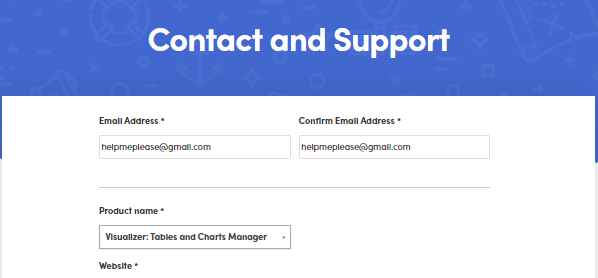 Contact and Support
Email Address * Confirm Email Address *
helpmeplease@gmail.com helpmeplease@gmail.com
Product name *
Visualizer: Tables and Charts Manager
Website *